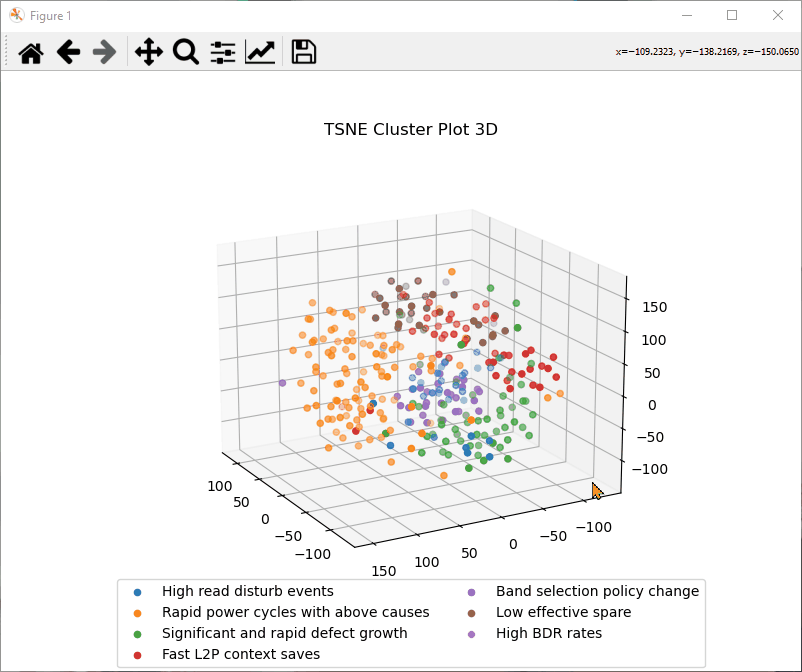 Figure 1
x=−109.2323, y=−138.2169, z=−150.0650
TSNE Cluster Plot 3D
150
100
50
0
−50
−100
100
50
0
−50
−100
150
100
50
0
−50
−100
High read disturb events
Rapid power cycles with above causes
Significant and rapid defect growth
Fast L2P context saves
Band selection policy change
Low effective spare
High BDR rates